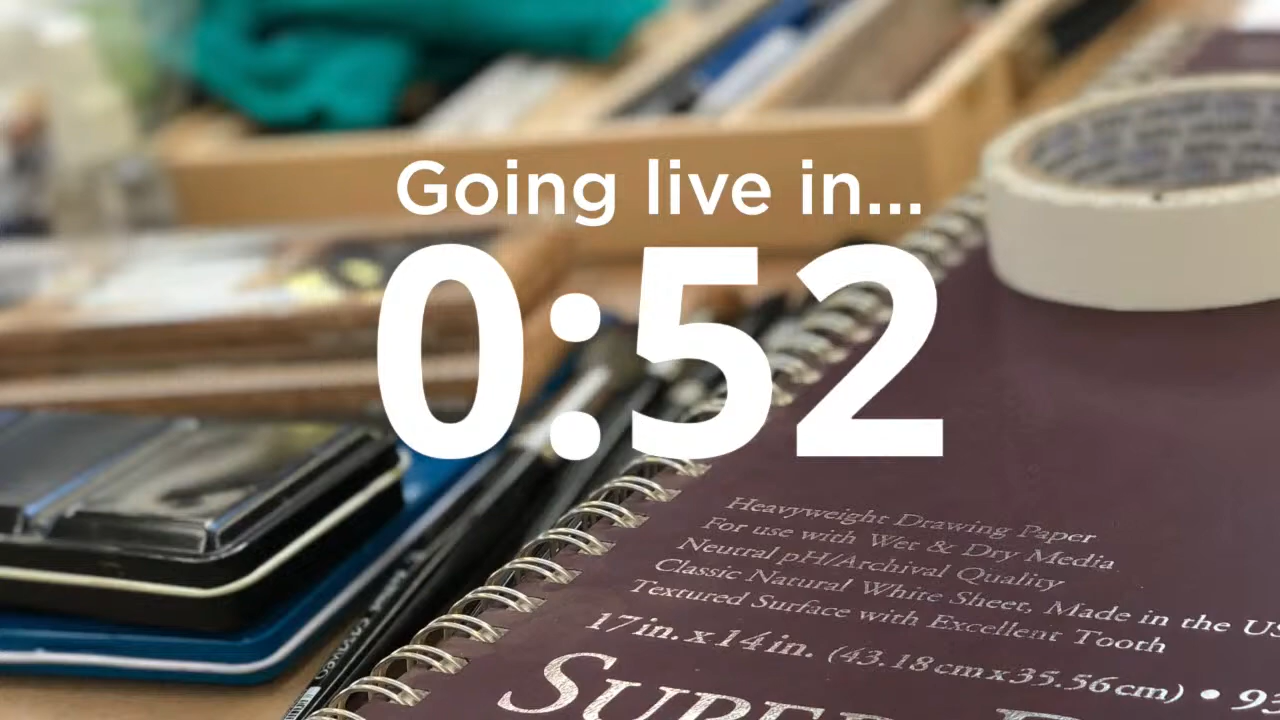 Going live in...
0:52
Heavyweight Drawing Paper
For use with Wet & Dry Media
Neutral pH/Archival Quality
Classic Natural White Sheet, Made in the
Textured Surface with Excellent Tooth
17in. x 14in. (43.18cm x 35.56cm) •
SUPER